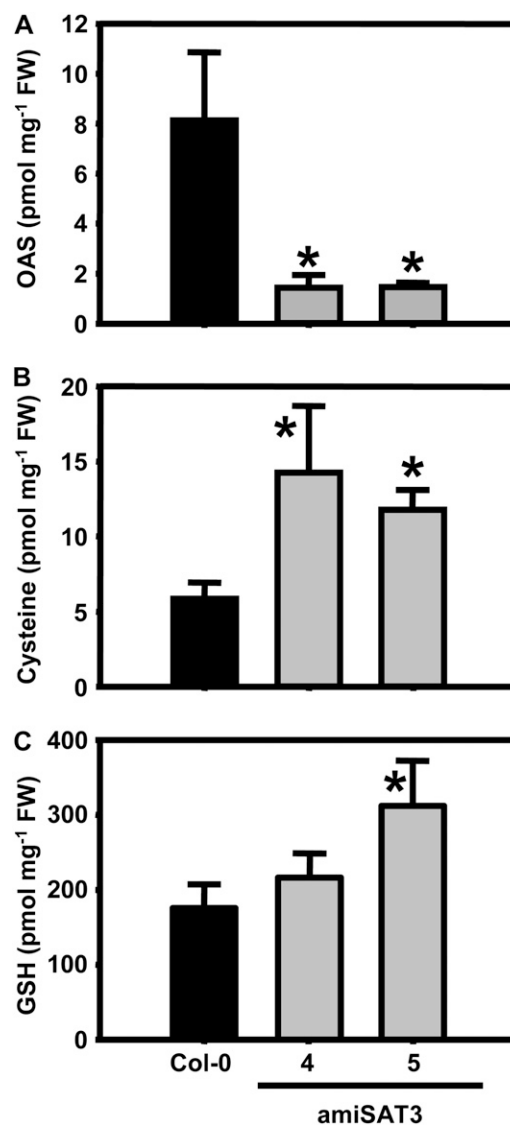 A
OAS (pmol mg⁻¹ FW)
12
10
8
6
4
2
0
*
*
B
Cysteine (pmol mg⁻¹ FW)
20
15
10
5
0
*
*
C
GSH (pmol mg⁻¹ FW)
400
300
200
100
0
*
Col-0 4 5
amiSAT3